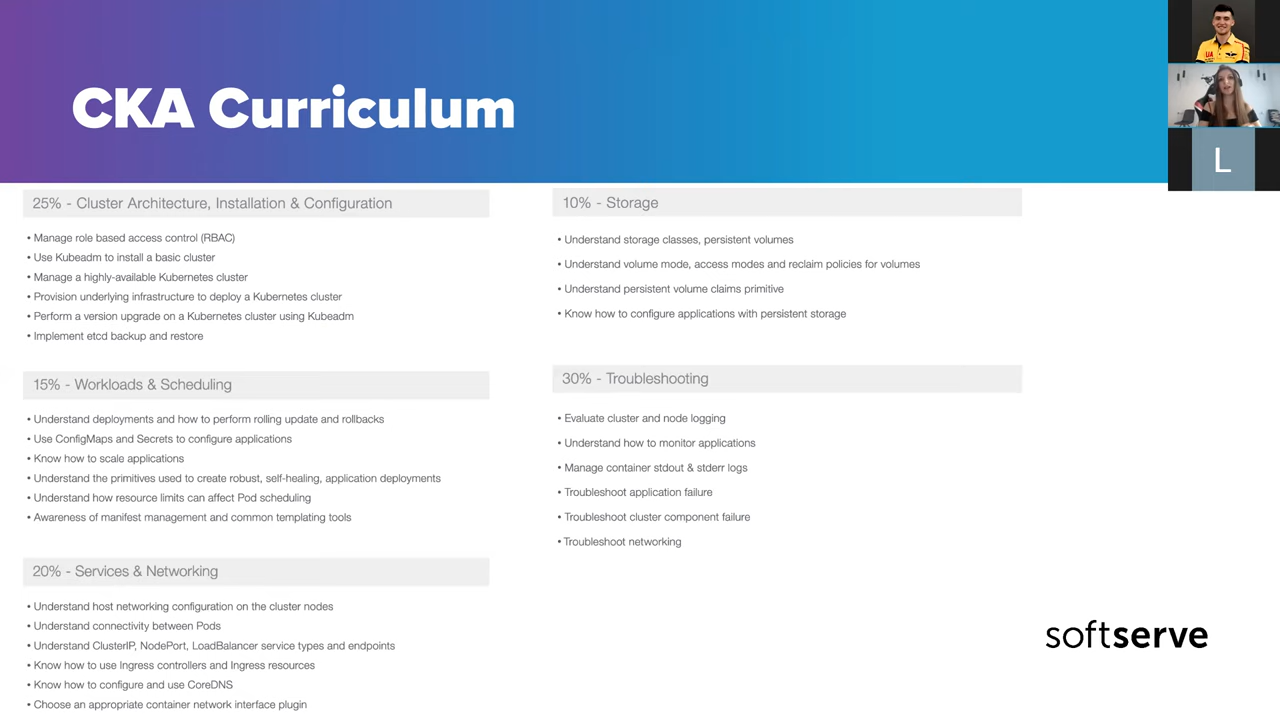 CKA Curriculum
25% - Cluster Architecture, Installation & Configuration
• Manage role based access control (RBAC)
• Use Kubeadm to install a basic cluster
• Manage a highly-available Kubernetes cluster
• Provision underlying infrastructure to deploy a Kubernetes cluster
• Perform a version upgrade on a Kubernetes cluster using Kubeadm
• Implement etcd backup and restore
15% - Workloads & Scheduling
• Understand deployments and how to perform rolling update and rollbacks
• Use ConfigMaps and Secrets to configure applications
• Know how to scale applications
• Understand the primitives used to create robust, self-healing, application deployments
• Understand how resource limits can affect Pod scheduling
• Awareness of manifest management and common templating tools
20% - Services & Networking
• Understand host networking configuration on the cluster nodes
• Understand connectivity between Pods
• Understand ClusterIP, NodePort, LoadBalancer service types and endpoints
• Know how to use Ingress controllers and Ingress resources
• Know how to configure and use CoreDNS
• Choose an appropriate container network interface plugin
10% - Storage
• Understand storage classes, persistent volumes
• Understand volume mode, access modes and reclaim policies for volumes
• Understand persistent volume claims primitive
• Know how to configure applications with persistent storage
30% - Troubleshooting
• Evaluate cluster and node logging
• Understand how to monitor applications
• Manage container stdout & stderr logs
• Troubleshoot application failure
• Troubleshoot cluster component failure
• Troubleshoot networking
softserve
UA
L